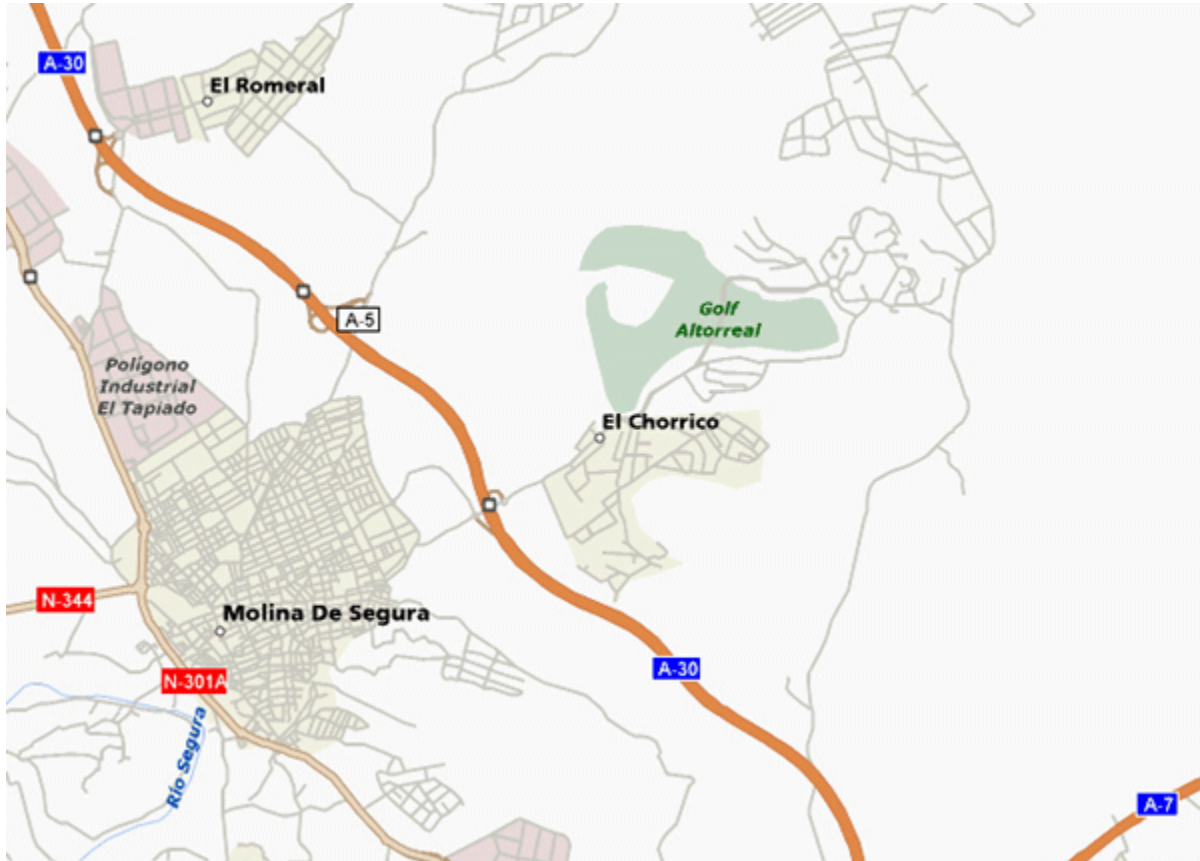 A-30
El Romeral
A-5
Golf
Altorreal
Polígono
Industrial
El Tapiado
El Chorrico
N-344
Molina De Segura
A-30
N-301A
Río Segura
A-7